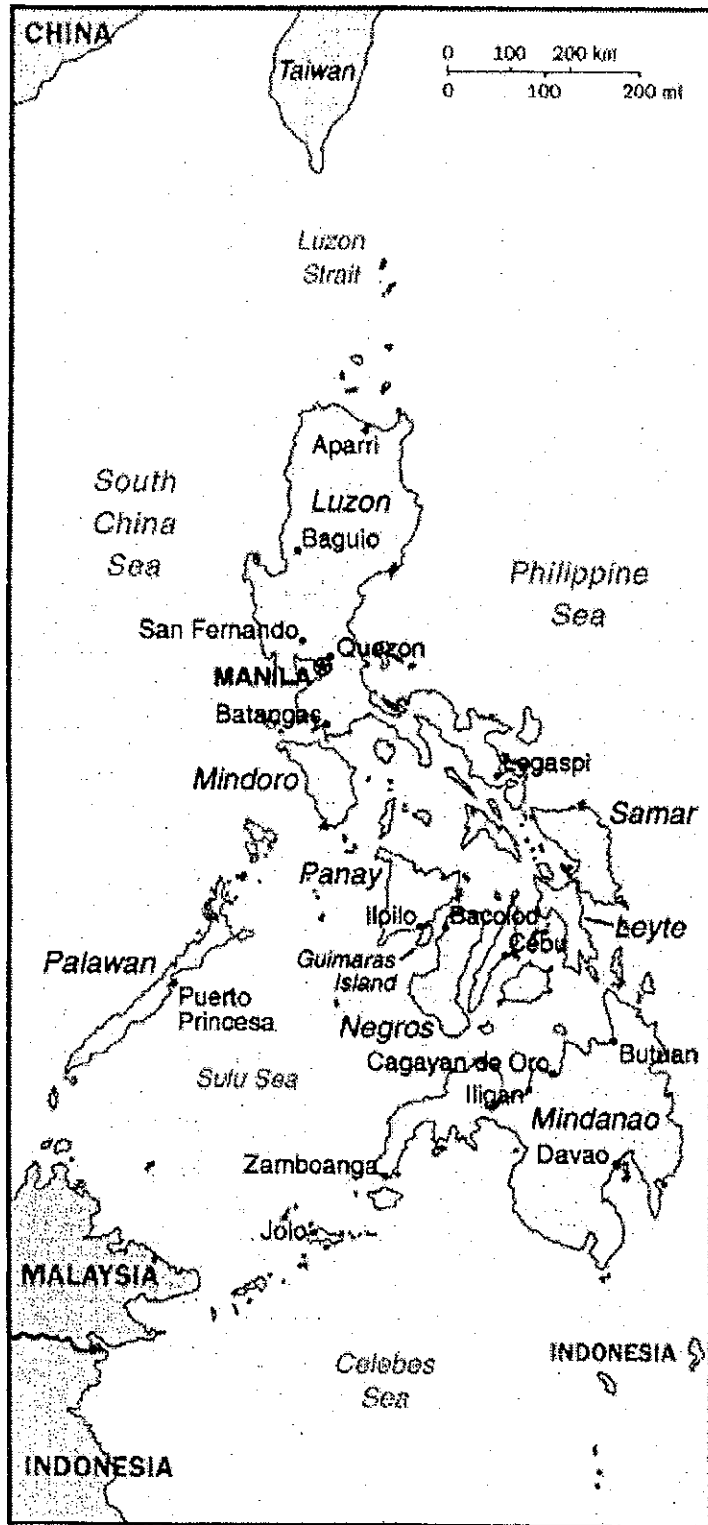 CHINA
Taiwan
0 100 200 km
0 100 200 mi
Luzon
Strait
Aparri
South
China
Sea
Luzon
Baguio
Philippine
Sea
San Fernando
Quezon
MANILA
Batangas
Legaspi
Mindoro
Samar
Panay
Iloilo
Bacolod
Leyte
Cebu
Guimaras
Island
Palawan
Puerto
Princesa
Negros
Butuan
Cagayan de Oro
Sulu Sea
Iligan
Mindanao
Zamboanga
Davao
Jolo
MALAYSIA
INDONESIA
Celebes
Sea
INDONESIA